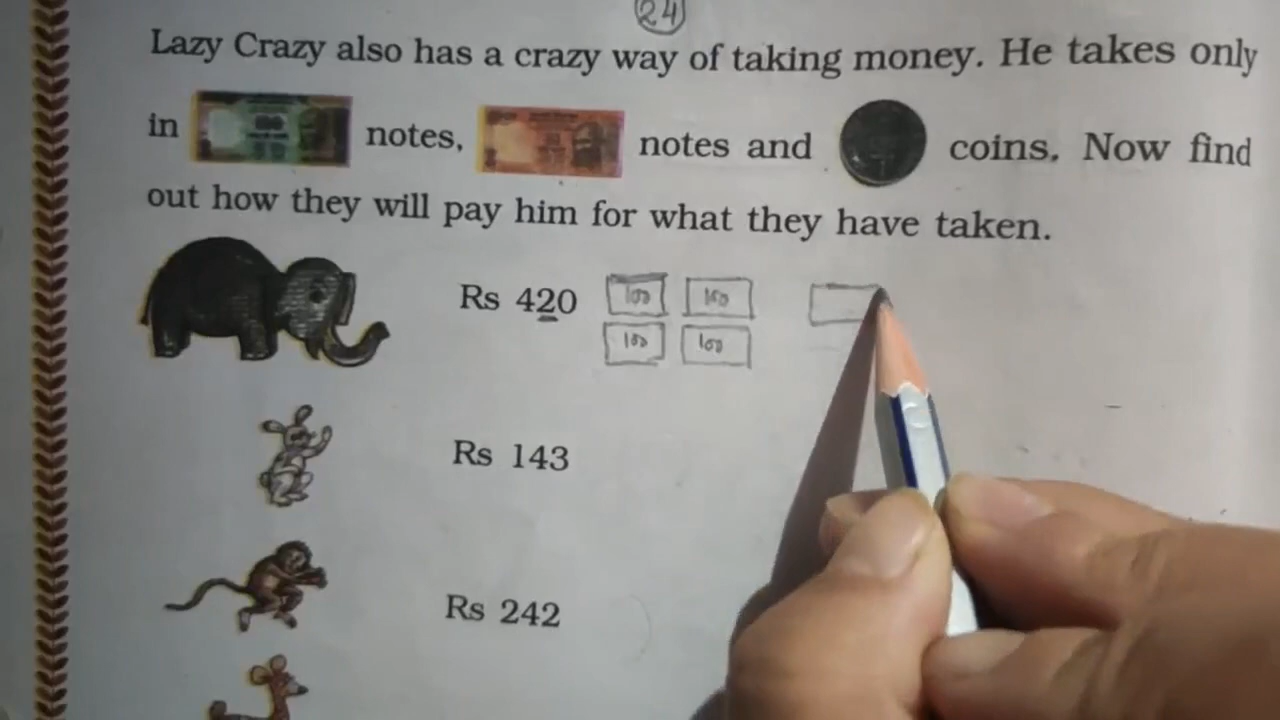 24
Lazy Crazy also has a crazy way of taking money. He takes only
in notes, notes and coins. Now find
out how they will pay him for what they have taken.
Rs 420 100 100
100 100
Rs 143
Rs 242